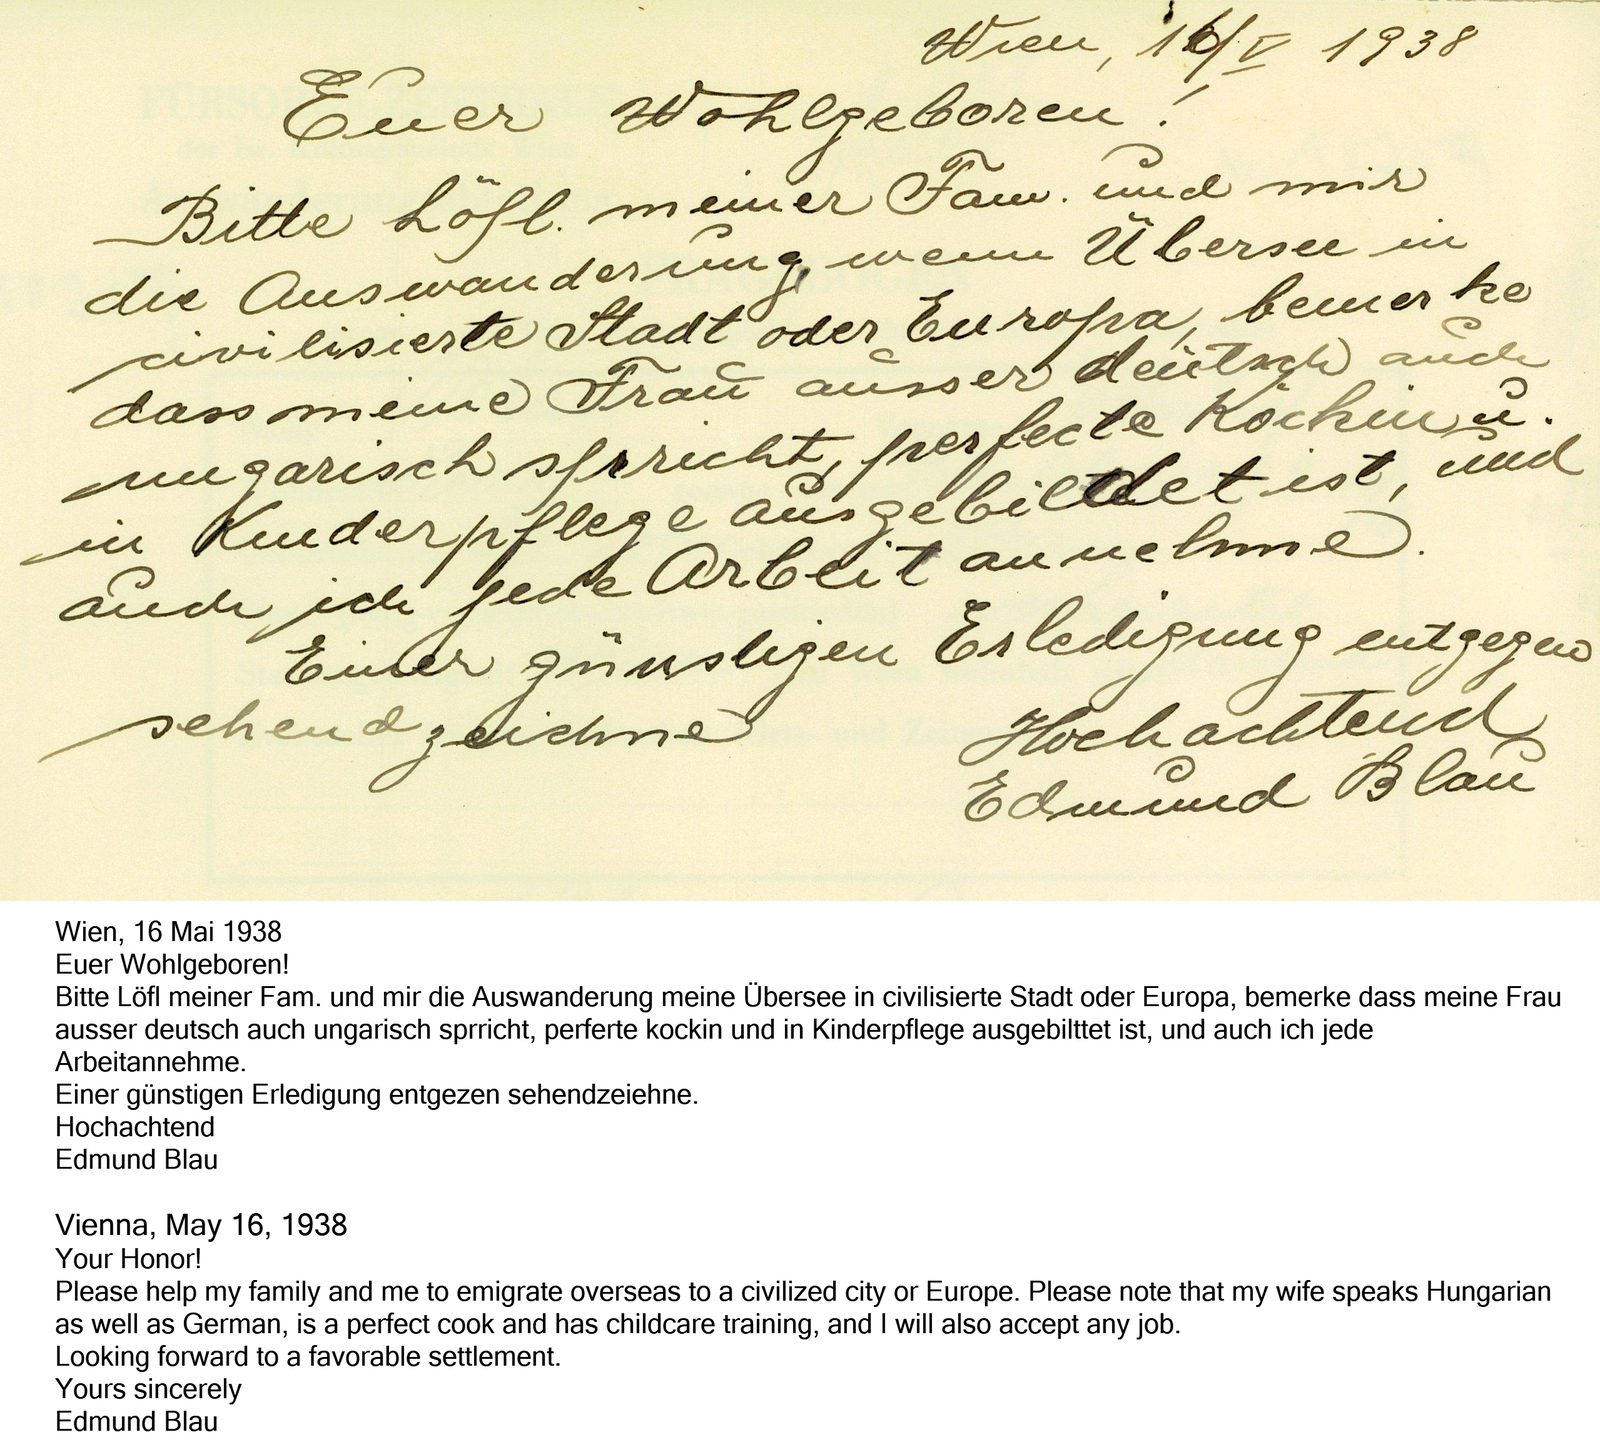 Wien, 16/V 1938
Euer Wohlgeboren!
Bitte höfl. meiner Fam. und mir
die Auswanderung, wenn Übersee in
civilisierte Stadt oder Europa, bemerke
dass meine Frau ausser deutsch auch
ungarisch spricht, perfecte Köchin u.
in Kinderpflege ausgebildet ist, und
auch ich jede Arbeit annehme.
Einer günstigen Erledigung entgegen
sehend zeichne
Hochachtend
Edmund Blau
Wien, 16 Mai 1938
Euer Wohlgeboren!
Bitte Löfl meiner Fam. und mir die Auswanderung meine Übersee in civilisierte Stadt oder Europa, bemerke dass meine Frau
ausser deutsch auch ungarisch sprricht, perferte kockin und in Kinderpflege ausgebilttet ist, und auch ich jede
Arbeitannehme.
Einer günstigen Erledigung entgezen sehendzeiehne.
Hochachtend
Edmund Blau
Vienna, May 16, 1938
Your Honor!
Please help my family and me to emigrate overseas to a civilized city or Europe. Please note that my wife speaks Hungarian
as well as German, is a perfect cook and has childcare training, and I will also accept any job.
Looking forward to a favorable settlement.
Yours sincerely
Edmund Blau